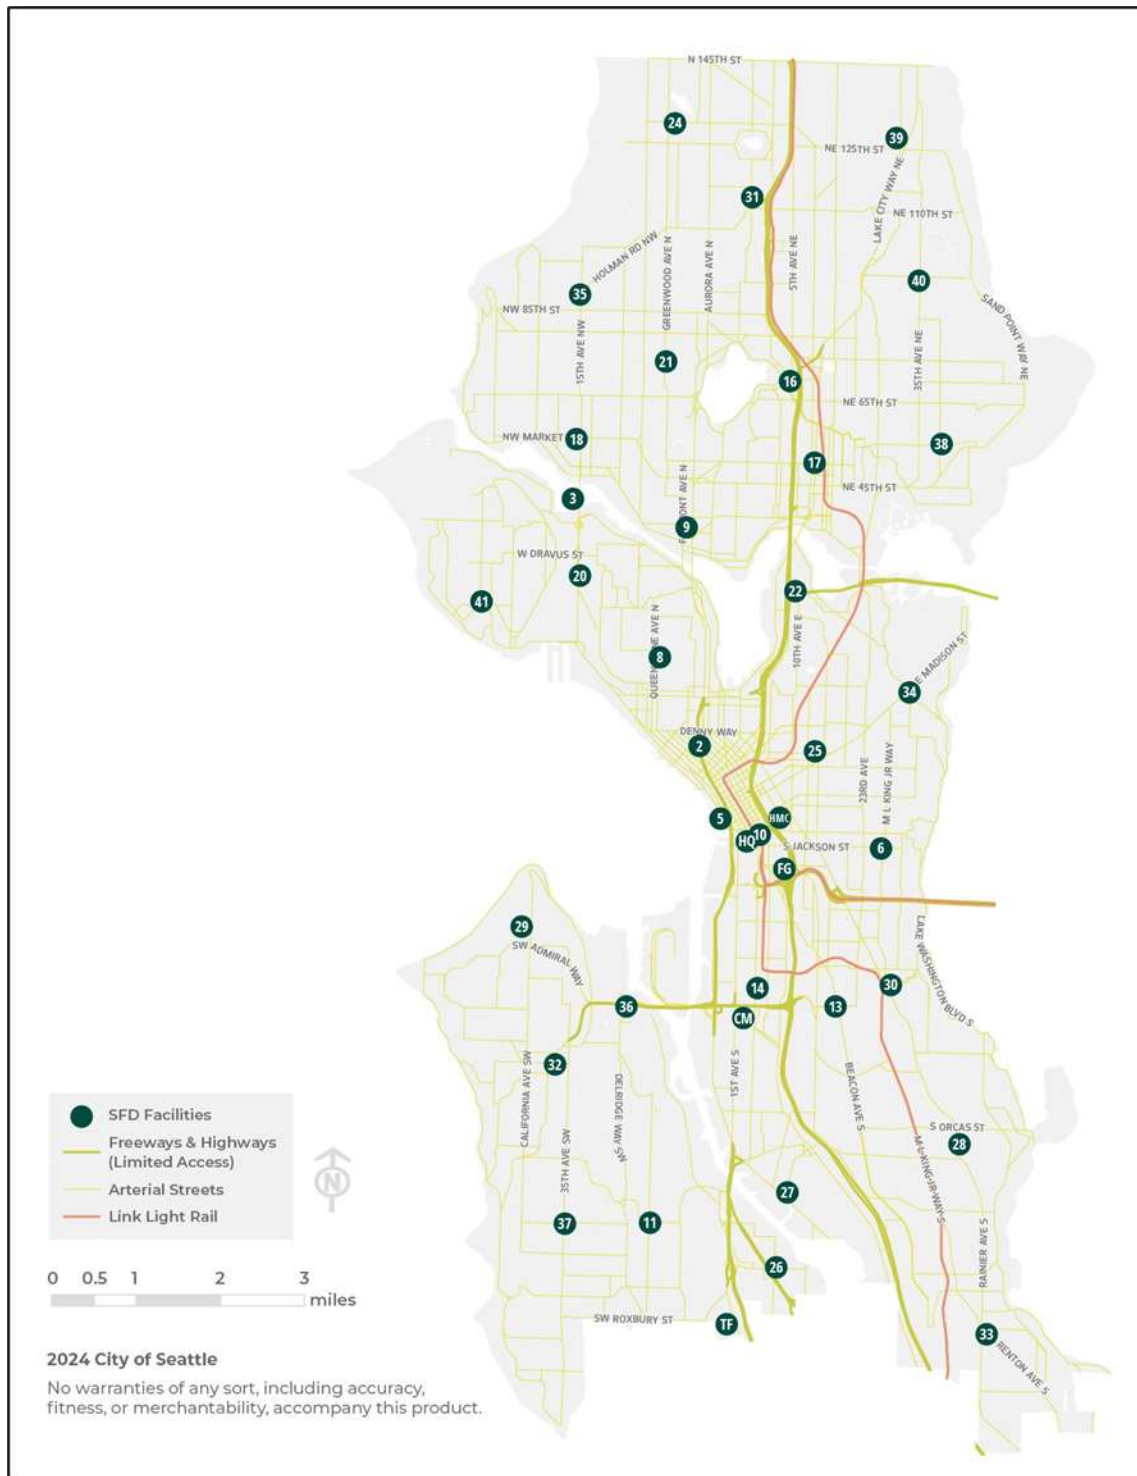 N 145TH ST
24
39
NE 125TH ST
LAKE CITY WAY NE
31
NE 110TH ST
HOLMAN RD NW
GREENWOOD AVE N
AURORA AVE N
5TH AVE NE
40
35
SAND POINT WAY NE
NW 85TH ST
15TH AVE NW
35TH AVE NE
21
16
NE 65TH ST
NW MARKET
18
38
17
NE 45TH ST
3
9
W DRAVUS ST
20
22
41
10TH AVE E
8
E MADISON ST
34
DENNY WAY
2
25
23RD AVE
M L KING JR WAY
5
HMC
10
HQ
S JACKSON ST
6
FG
29
SW ADMIRAL WAY
LAKE WASHINGTON BLVD S
14
30
36
13
CM
32
CALIFORNIA AVE SW
DELRIDGE WAY SW
1ST AVE S
BEACON AVE S
S ORCAS ST
28
M L KING JR WAY S
35TH AVE SW
27
37
11
26
RAINIER AVE S
SW ROXBURY ST
TF
33
RENTON AVE S
SFD Facilities
Freeways & Highways
(Limited Access)
Arterial Streets
Link Light Rail
N
0 0.5 1 2 3
miles
2024 City of Seattle
No warranties of any sort, including accuracy,
fitness, or merchantability, accompany this product.